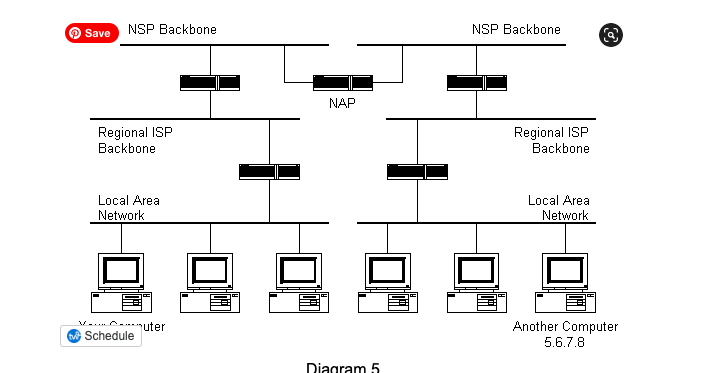 Save
NSP Backbone
NSP Backbone
NAP
Regional ISP
Backbone
Regional ISP
Backbone
Local Area
Network
Local Area
Network
Computer
Schedule
Another Computer
5.6.7.8
Diagram 5